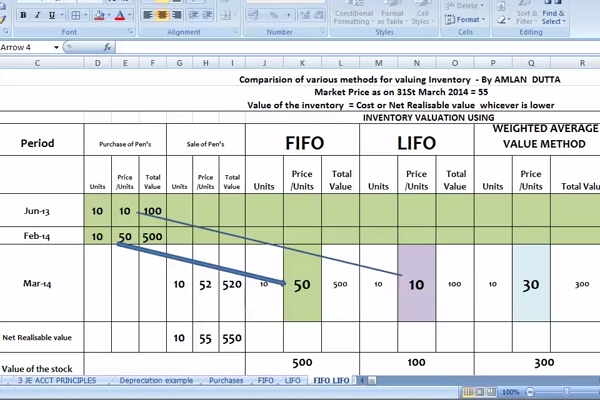 Conditional Format Cell
Formatting as Table Styles
Delete
Format
Sort & Find &
Filter Select
Font
Alignment
Number
Styles
Cells
Editing
Arrow 4
fx
C D E F G H I J K L M N O P Q R
Comparision of various methods for valuing Inventory - By AMLAN DUTTA
Market Price as on 31St March 2014 = 55
Value of the inventory = Cost or Net Realisable value whicever is lower
INVENTORY VALUATION USING
Period Purchase of Pen's Sale of Pen's FIFO LIFO WEIGHTED AVERAGE
VALUE METHOD
Units Price /Units Total Value Units Price /Units Total Value Units Price /Units Total Value Units Price /Units Total Value Units Price /Units Total Valu
Jun-13 10 10 100
Feb-14 10 50 500
Mar-14 10 52 520 10 50 500 10 10 100 10 30 300
Net Realisable value 10 55 550
Value of the stock 500 100 300
3 JE ACCT PRINCIPLES Depreciation example Purchases FIFO LIFO FIFO LIFO
100%